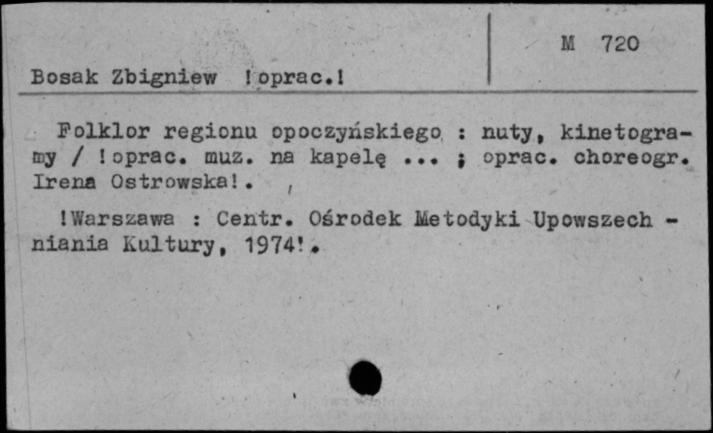 M 720
Bosak Zbigniew !oprac.!
Folklor regionu opoczyńskiego : nuty, kinetogra-
my / !oprac. muz. na kapelę ... ; oprac. choreogr.
Irena Ostrowska!.
!Warszawa : Centr. Ośrodek Metodyki Upowszech -
niania Kultury, 1974!.